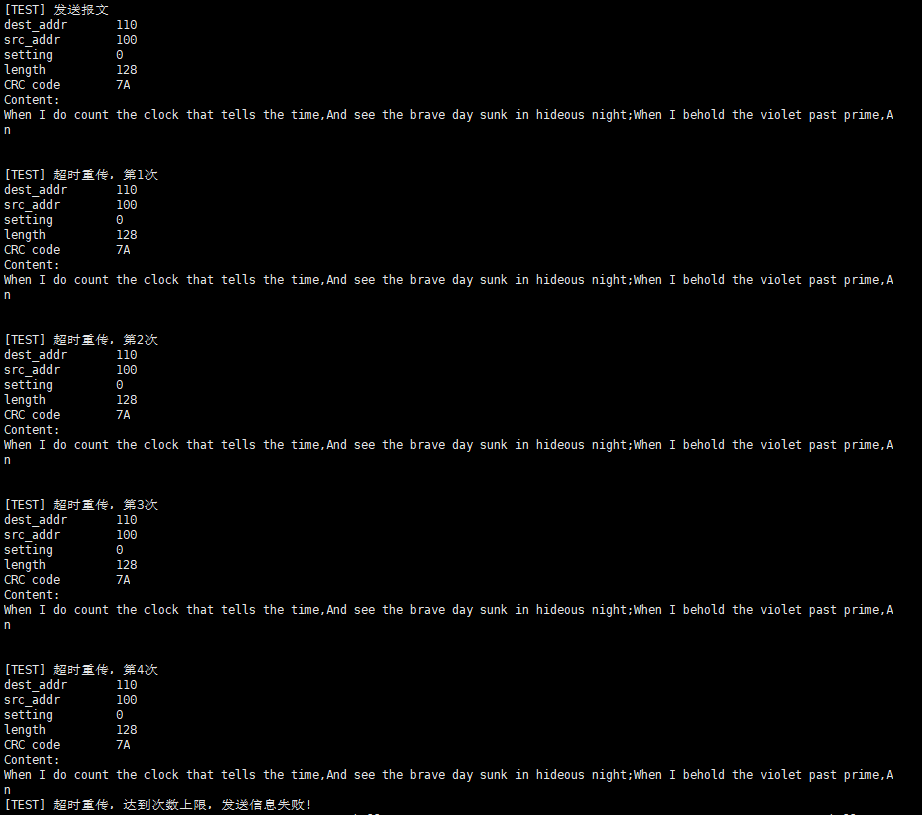 [TEST] 发送报文
dest_addr 110
src_addr 100
setting 0
length 128
CRC code 7A
Content:
When I do count the clock that tells the time,And see the brave day sunk in hideous night;When I behold the violet past prime,A
n
[TEST] 超时重传, 第1次
dest_addr 110
src_addr 100
setting 0
length 128
CRC code 7A
Content:
When I do count the clock that tells the time,And see the brave day sunk in hideous night;When I behold the violet past prime,A
n
[TEST] 超时重传, 第2次
dest_addr 110
src_addr 100
setting 0
length 128
CRC code 7A
Content:
When I do count the clock that tells the time,And see the brave day sunk in hideous night;When I behold the violet past prime,A
n
[TEST] 超时重传, 第3次
dest_addr 110
src_addr 100
setting 0
length 128
CRC code 7A
Content:
When I do count the clock that tells the time,And see the brave day sunk in hideous night;When I behold the violet past prime,A
n
[TEST] 超时重传, 第4次
dest_addr 110
src_addr 100
setting 0
length 128
CRC code 7A
Content:
When I do count the clock that tells the time,And see the brave day sunk in hideous night;When I behold the violet past prime,A
n
[TEST] 超时重传, 达到次数上限, 发送信息失败!